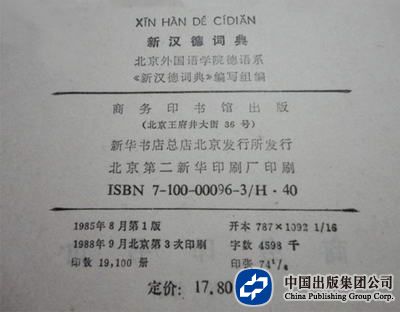 XĪN HÀN DÉ CÍDIǍN
新汉德词典
北京外国语学院德语系
《新汉德词典》编写组编
商务印书馆出版
(北京王府井大街 36 号)
新华书店总店北京发行所发行
北京第二新华印刷厂印刷
ISBN 7-100-00096-3/H·40
1985年8月第1版 开本 787×1092 1/16
1988年9月北京第3次印刷 字数 4598 千
印数 19,100 册 印张 74¹/₄
定价: 17.80
中国出版集团公司
China Publishing Group Corp.